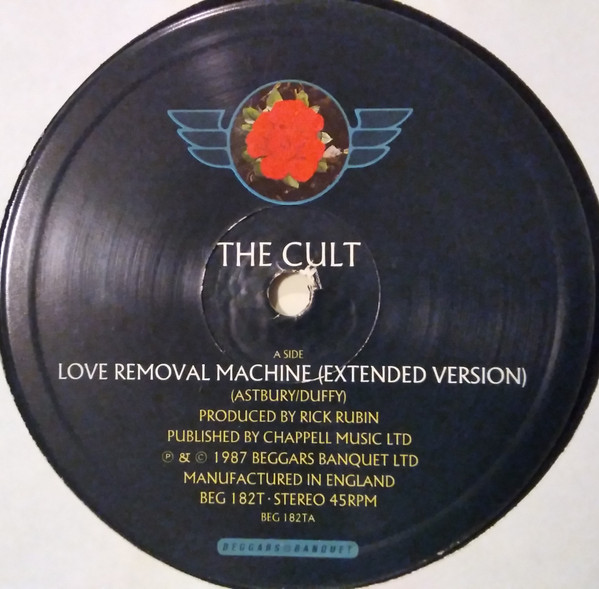 THE CULT
A SIDE
LOVE REMOVAL MACHINE (EXTENDED VERSION)
(ASTBURY/DUFFY)
PRODUCED BY RICK RUBIN
PUBLISHED BY CHAPPELL MUSIC LTD
Ⓟ & © 1987 BEGGARS BANQUET LTD
MANUFACTURED IN ENGLAND
BEG 182T · STEREO 45RPM
BEG 182TA
BEGGARS BANQUET